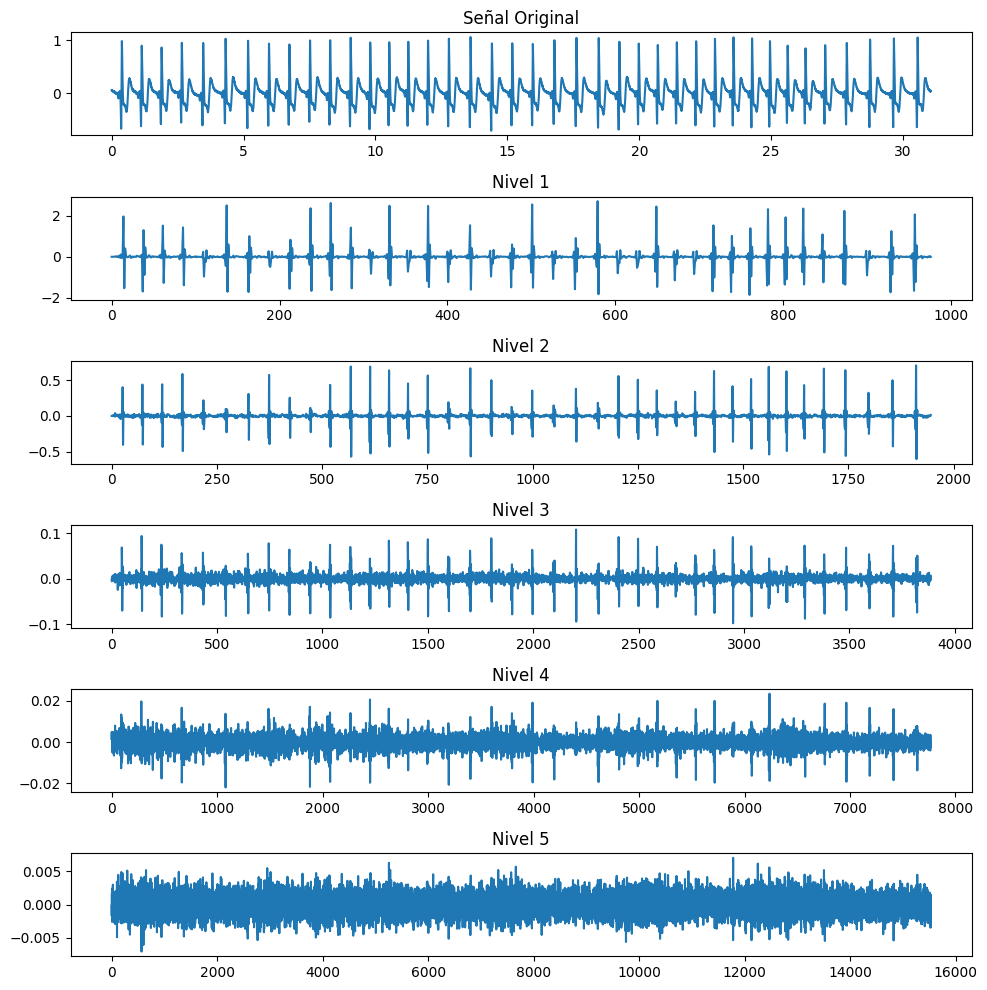 Señal Original
1
0
0 5 10 15 20 25 30
Nivel 1
2
0
−2
0 200 400 600 800 1000
Nivel 2
0.5
0.0
−0.5
0 250 500 750 1000 1250 1500 1750 2000
Nivel 3
0.1
0.0
−0.1
0 500 1000 1500 2000 2500 3000 3500 4000
Nivel 4
0.02
0.00
−0.02
0 1000 2000 3000 4000 5000 6000 7000 8000
Nivel 5
0.005
0.000
−0.005
0 2000 4000 6000 8000 10000 12000 14000 16000